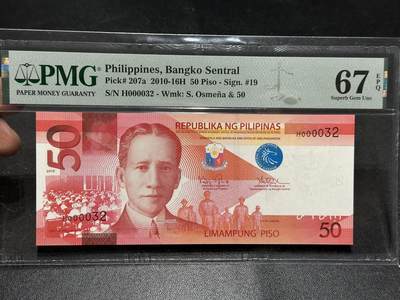 PMG
PAPER MONEY GUARANTY
Philippines, Bangko Sentral
Pick# 207a 2010-16H 50 Piso - Sign. #19
S/N H000032 - Wmk: S. Osmeña & 50
67 EPQ
Superb Gem Unc
50
REPUBLIKA NG PILIPINAS
H000032
H000032
LIMAMPUNG PISO
50